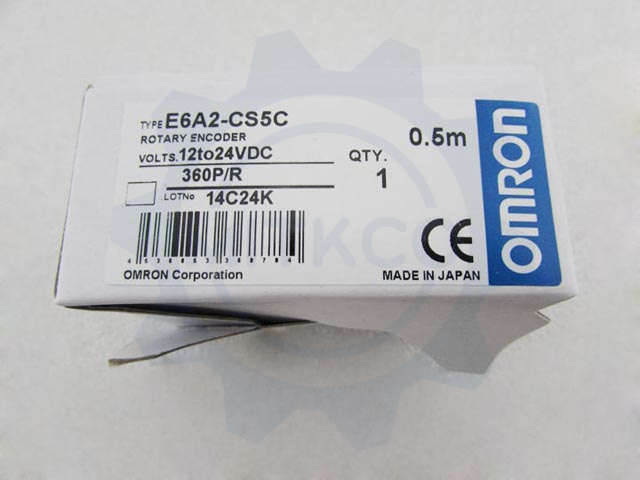 TYPE E6A2-CS5C
ROTARY ENCODER
0.5m
VOLTS. 12to24VDC
QTY.
360P/R
1
LOTNo 14C24K
OMRON Corporation
CE
MADE IN JAPAN
OMRON